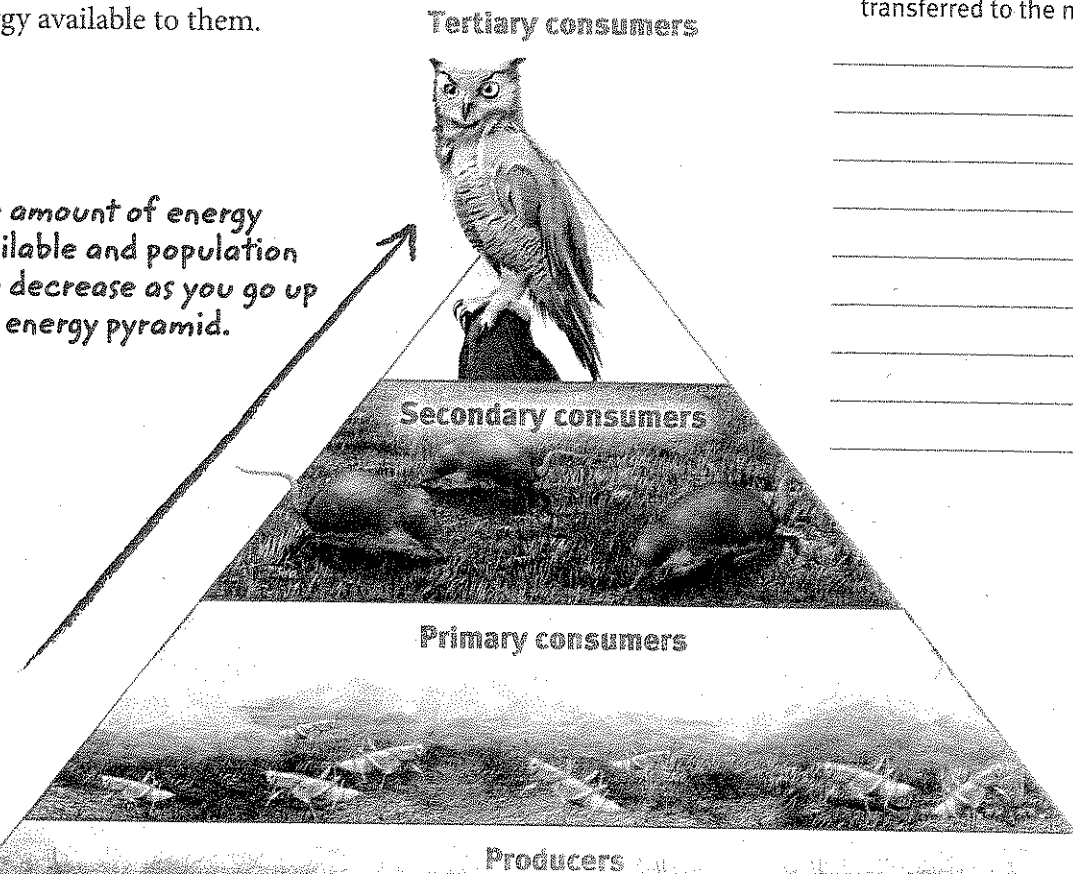 gy available to them.
transferred to the
Tertiary consumers
amount of energy
ilable and population
decrease as you go up
energy pyramid.
Secondary consumers
Primary consumers
Producers